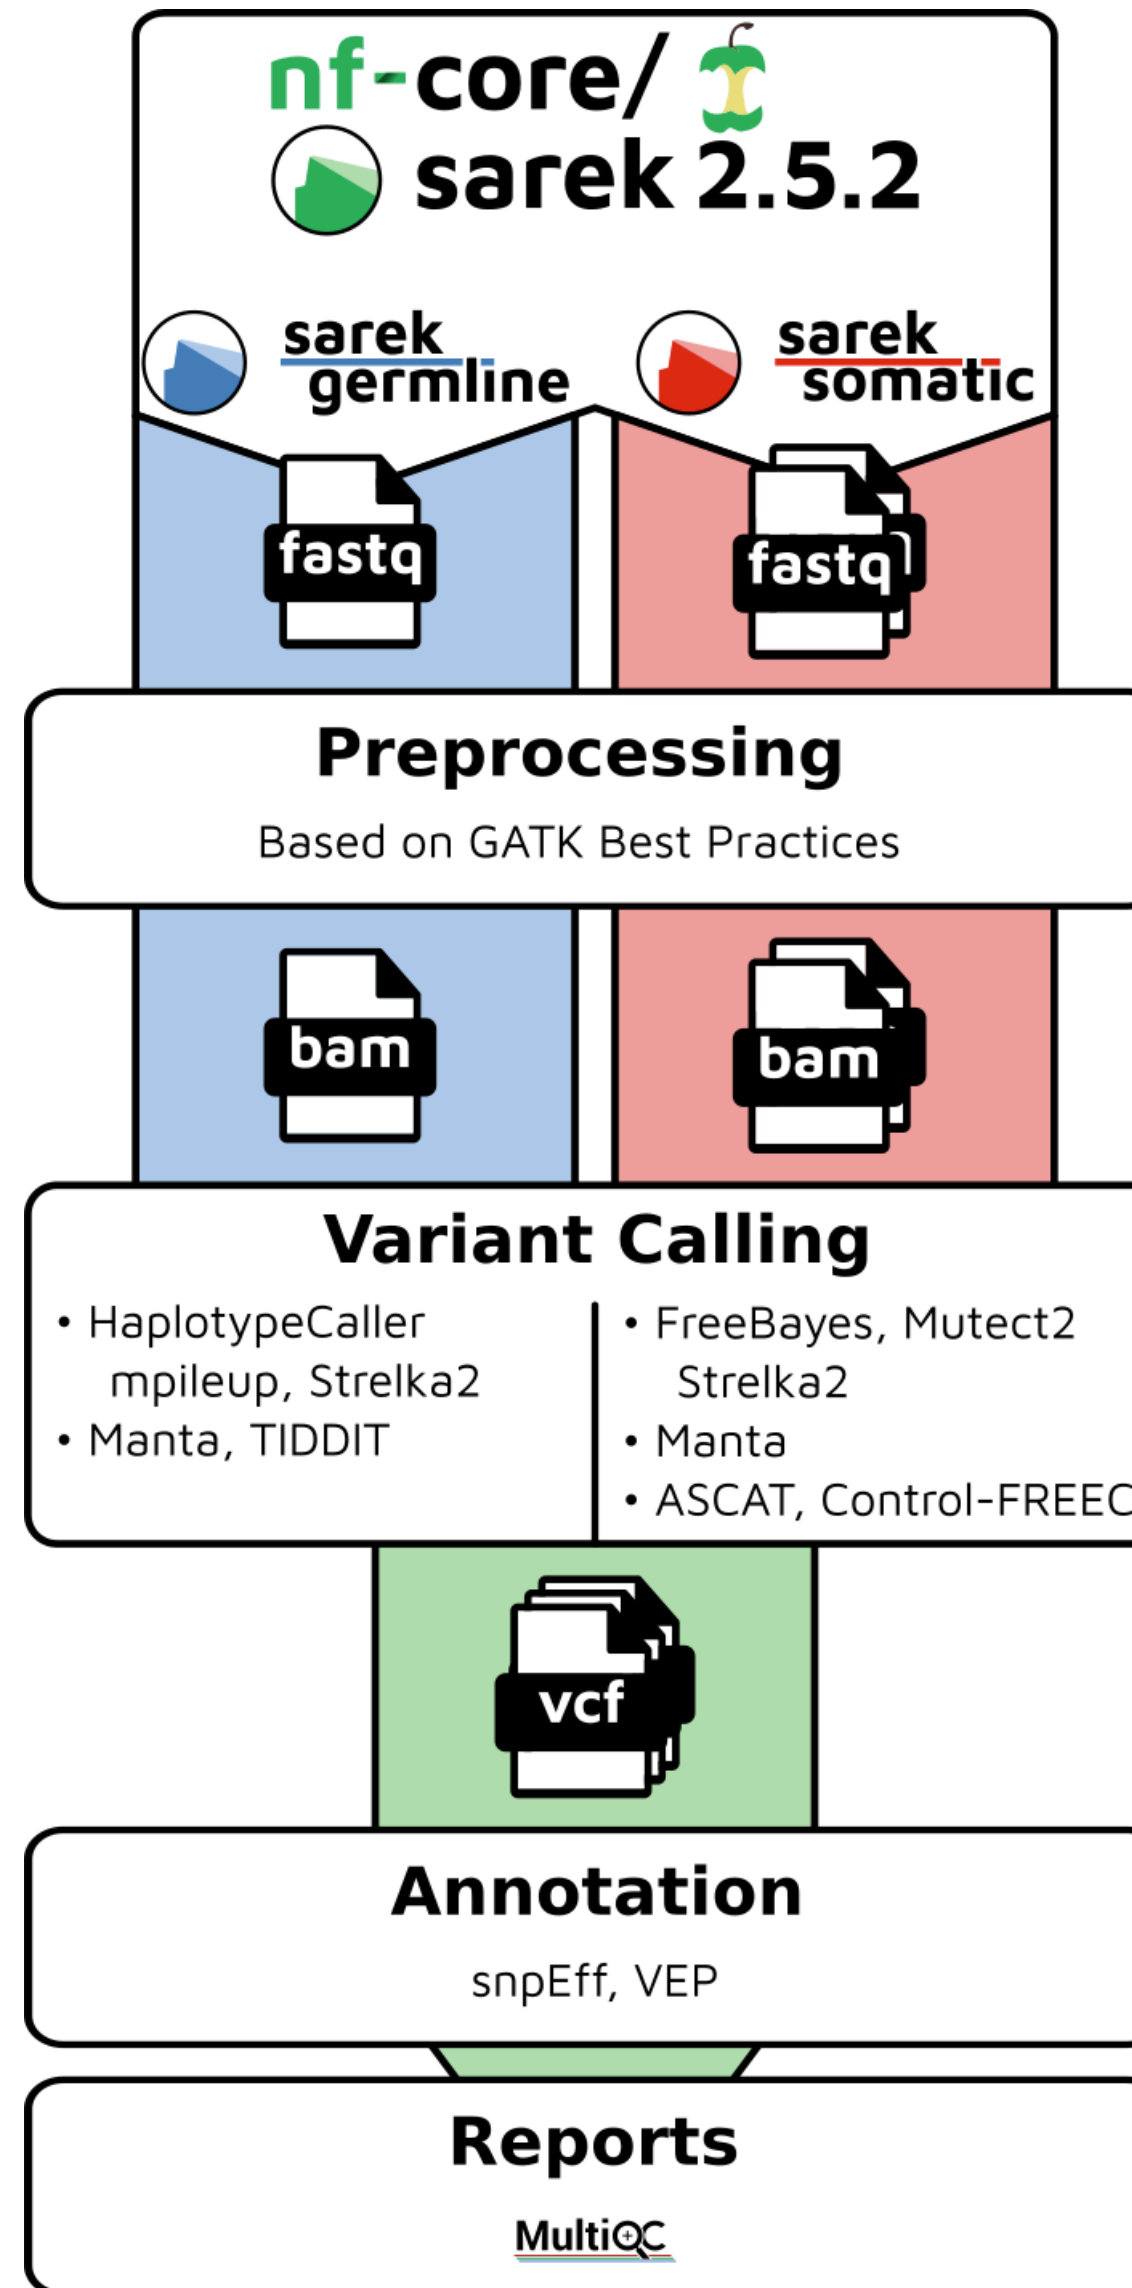 nf-core/
sarek 2.5.2
sarek
germline
sarek
somatic
fastq
fastq
Preprocessing
Based on GATK Best Practices
bam
bam
Variant Calling
• HaplotypeCaller
mpileup, Strelka2
• Manta, TIDDIT
• FreeBayes, Mutect2
Strelka2
• Manta
• ASCAT, Control-FREEC
vcf
Annotation
snpEff, VEP
Reports
MultiQC